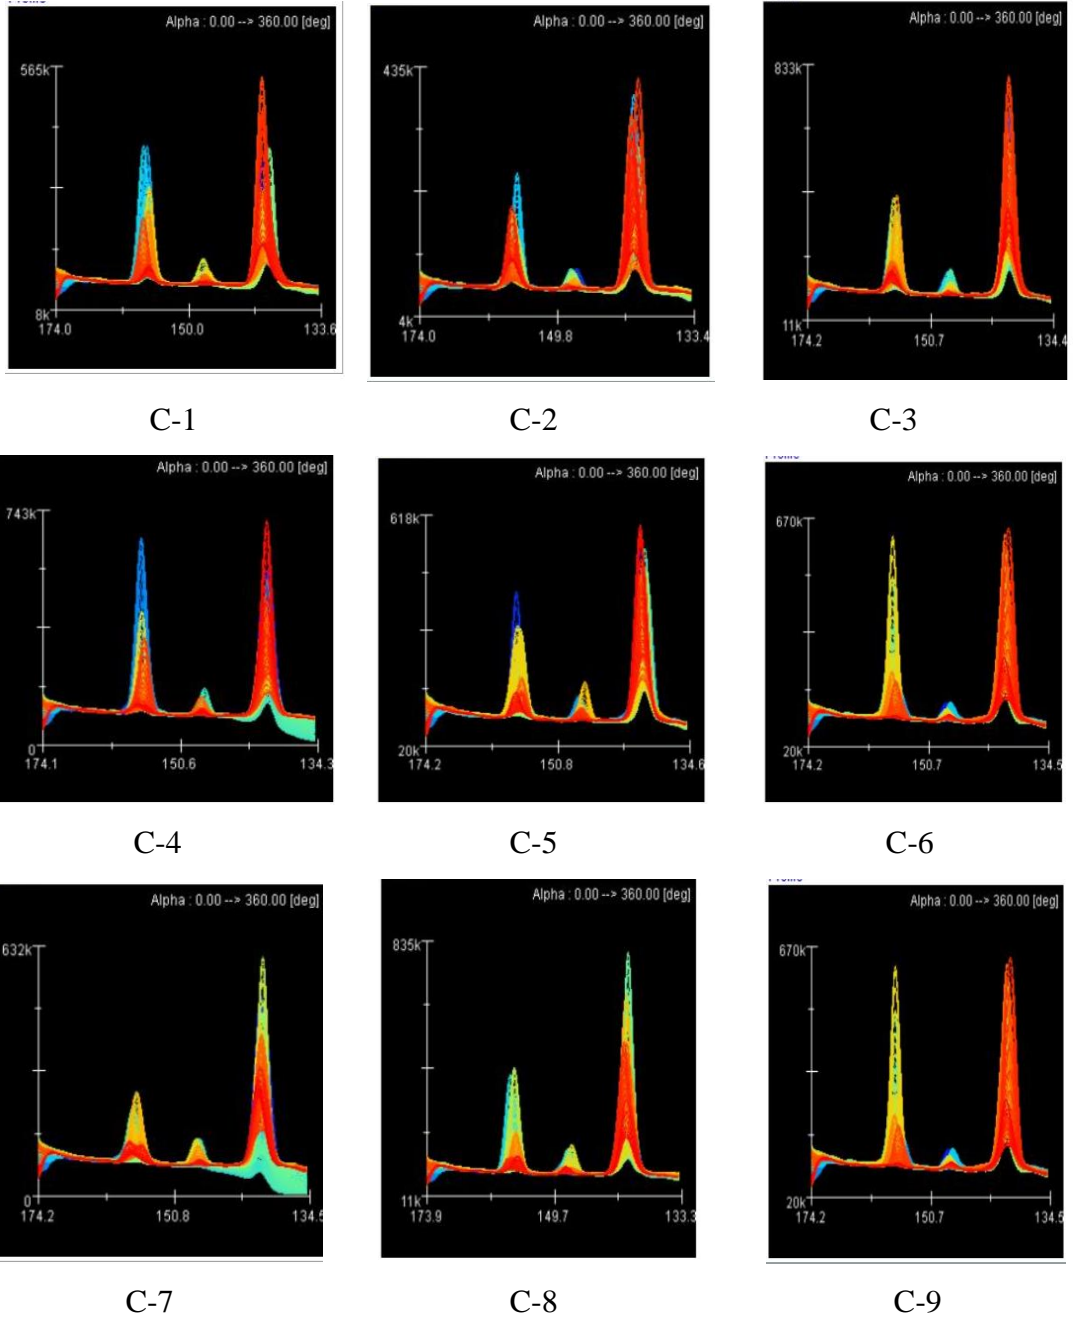 Alpha : 0.00 --> 360.00 [deg]
565k
8k
174.0 150.0 133.6
C-1
Alpha : 0.00 --> 360.00 [deg]
435k
4k
174.0 149.8 133.4
C-2
Alpha : 0.00 --> 360.00 [deg]
833k
11k
174.2 150.7 134.4
C-3
Alpha : 0.00 --> 360.00 [deg]
743k
0
174.1 150.6 134.3
C-4
Alpha : 0.00 --> 360.00 [deg]
618k
20k
174.2 150.8 134.6
C-5
Alpha : 0.00 --> 360.00 [deg]
670k
20k
174.2 150.7 134.5
C-6
Alpha : 0.00 --> 360.00 [deg]
632k
0
174.2 150.8 134.5
C-7
Alpha : 0.00 --> 360.00 [deg]
835k
11k
173.9 149.7 133.3
C-8
Alpha : 0.00 --> 360.00 [deg]
670k
20k
174.2 150.7 134.5
C-9